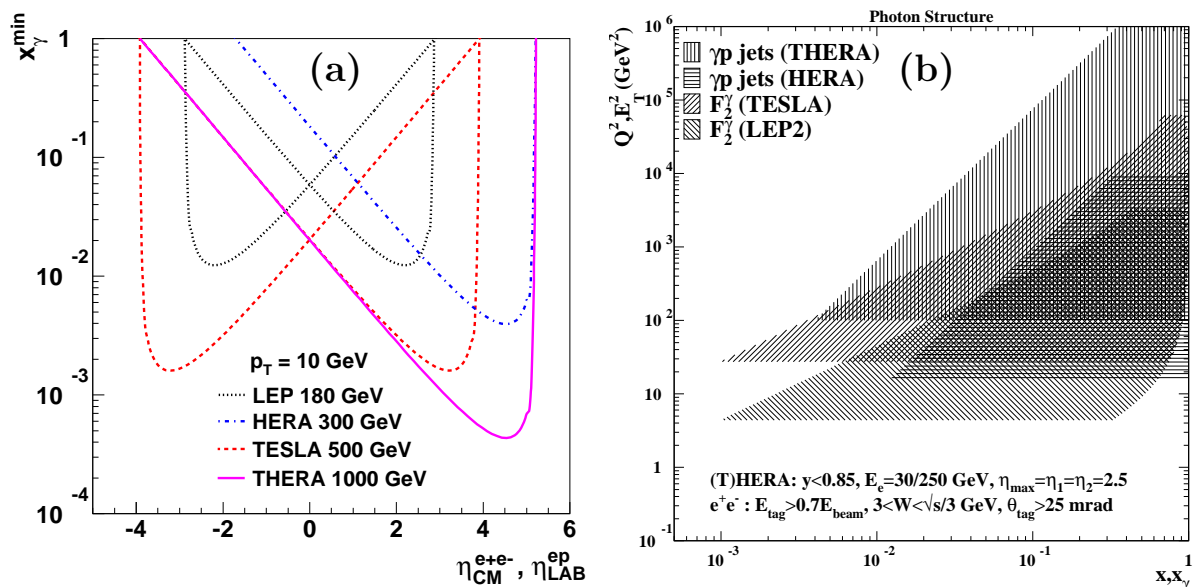 (a)
x_γ^min
1
10^-1
10^-2
10^-3
10^-4
p_T = 10 GeV
LEP 180 GeV
HERA 300 GeV
TESLA 500 GeV
THERA 1000 GeV
-4 -2 0 2 4 6
η_CM^e+e-, η_LAB^ep
Photon Structure
(b)
Q^2,E_T^2 (GeV^2)
10^6
10^5
10^4
10^3
10^2
10
1
10^-1
γp jets (THERA)
γp jets (HERA)
F_2^γ (TESLA)
F_2^γ (LEP2)
(T)HERA: y<0.85, E_e=30/250 GeV, η_max=η_1=η_2=2.5
e^+e^- : E_tag>0.7E_beam, 3<W<√s/3 GeV, θ_tag>25 mrad
10^-3 10^-2 10^-1 1
x,x_γ